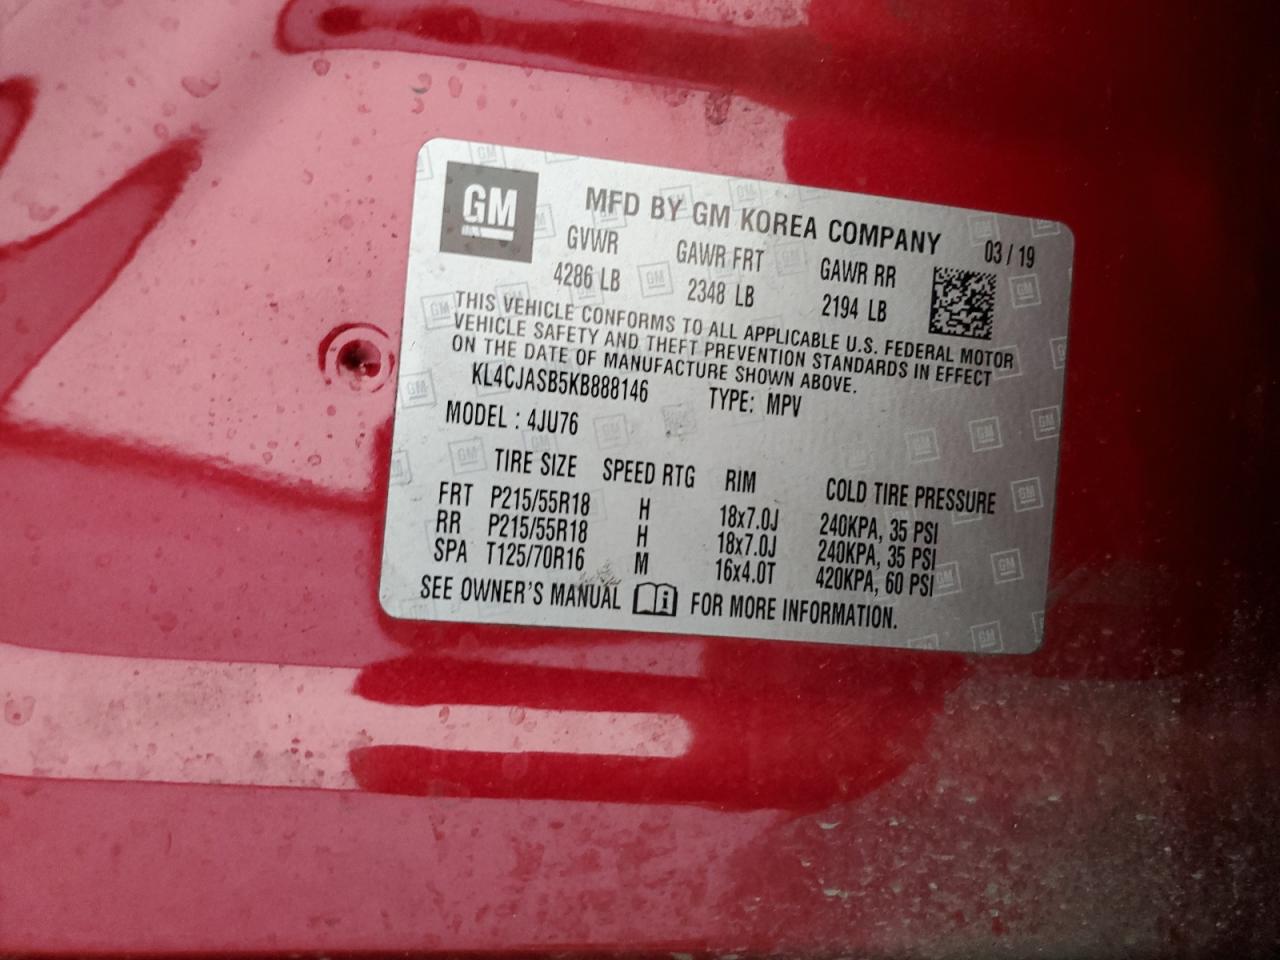 GM
MFD BY GM KOREA COMPANY
03 / 19
GVWR GAWR FRT GAWR RR
4286 LB 2348 LB 2194 LB
THIS VEHICLE CONFORMS TO ALL APPLICABLE U.S. FEDERAL MOTOR
VEHICLE SAFETY AND THEFT PREVENTION STANDARDS IN EFFECT
ON THE DATE OF MANUFACTURE SHOWN ABOVE.
KL4CJASB5KB888146 TYPE: MPV
MODEL : 4JU76
TIRE SIZE SPEED RTG RIM COLD TIRE PRESSURE
FRT P215/55R18 H 18x7.0J 240KPA, 35 PSI
RR P215/55R18 H 18x7.0J 240KPA, 35 PSI
SPA T125/70R16 M 16x4.0T 420KPA, 60 PSI
SEE OWNER'S MANUAL i FOR MORE INFORMATION.